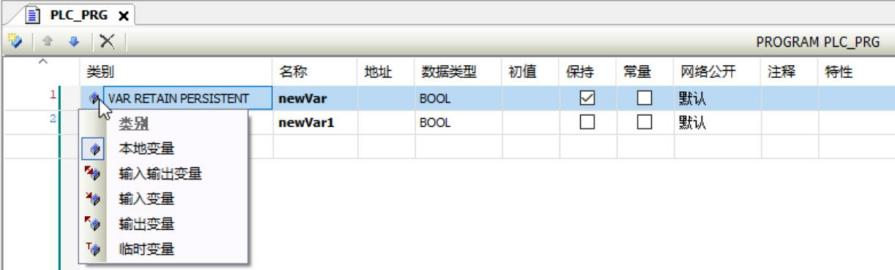 PLC_PRG
PROGRAM PLC_PRG
类别 名称 地址 数据类型 初值 保持 常量 网络公开 注释 特性
1 VAR RETAIN PERSISTENT newVar BOOL 默认
2 newVar1 BOOL 默认
类别
本地变量
输入输出变量
输入变量
输出变量
临时变量